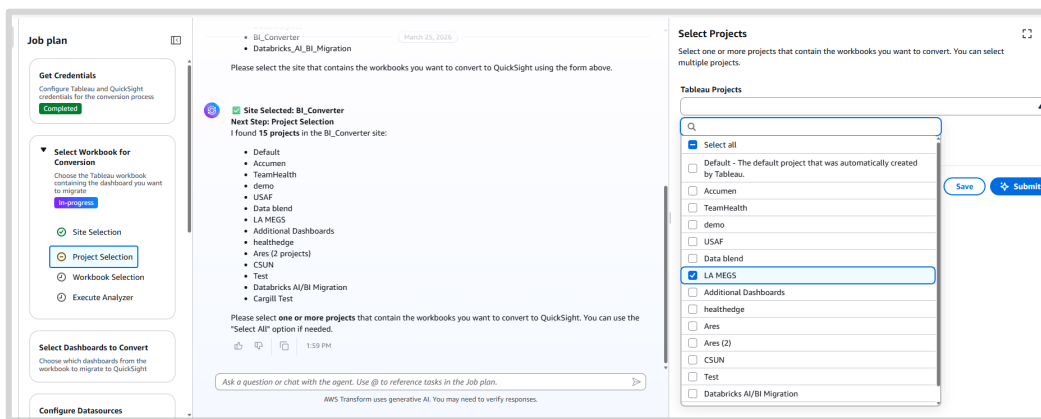 Job plan
Get Credentials
Configure Tableau and QuickSight
credentials for the conversion process
Completed
Select Workbook for
Conversion
Choose the Tableau workbook
containing the dashboard you want
to migrate
In-progress
Site Selection
Project Selection
Workbook Selection
Execute Analyzer
Select Dashboards to Convert
Choose which dashboards from the
workbook to migrate to QuickSight
Configure Datasources
• BI_Converter
March 25, 2026
• Databricks_AI_BI_Migration
Please select the site that contains the workbooks you want to convert to QuickSight using the form above.
✅ Site Selected: BI_Converter
Next Step: Project Selection
I found 15 projects in the BI_Converter site:
• Default
• Accumen
• TeamHealth
• demo
• USAF
• Data blend
• LA MEGS
• Additional Dashboards
• healthedge
• Ares (2 projects)
• CSUN
• Test
• Databricks AI/BI Migration
• Cargill Test
Please select one or more projects that contain the workbooks you want to convert to QuickSight. You can use the
"Select All" option if needed.
1:59 PM
Ask a question or chat with the agent. Use @ to reference tasks in the Job plan.
AWS Transform uses generative AI. You may need to verify responses.
Select Projects
Select one or more projects that contain the workbooks you want to convert. You can select
multiple projects.
Tableau Projects
Select all
Default - The default project that was automatically created
by Tableau.
Accumen
TeamHealth
demo
USAF
Data blend
LA MEGS
Additional Dashboards
healthedge
Ares
Ares (2)
CSUN
Test
Databricks AI/BI Migration
Save
Submit